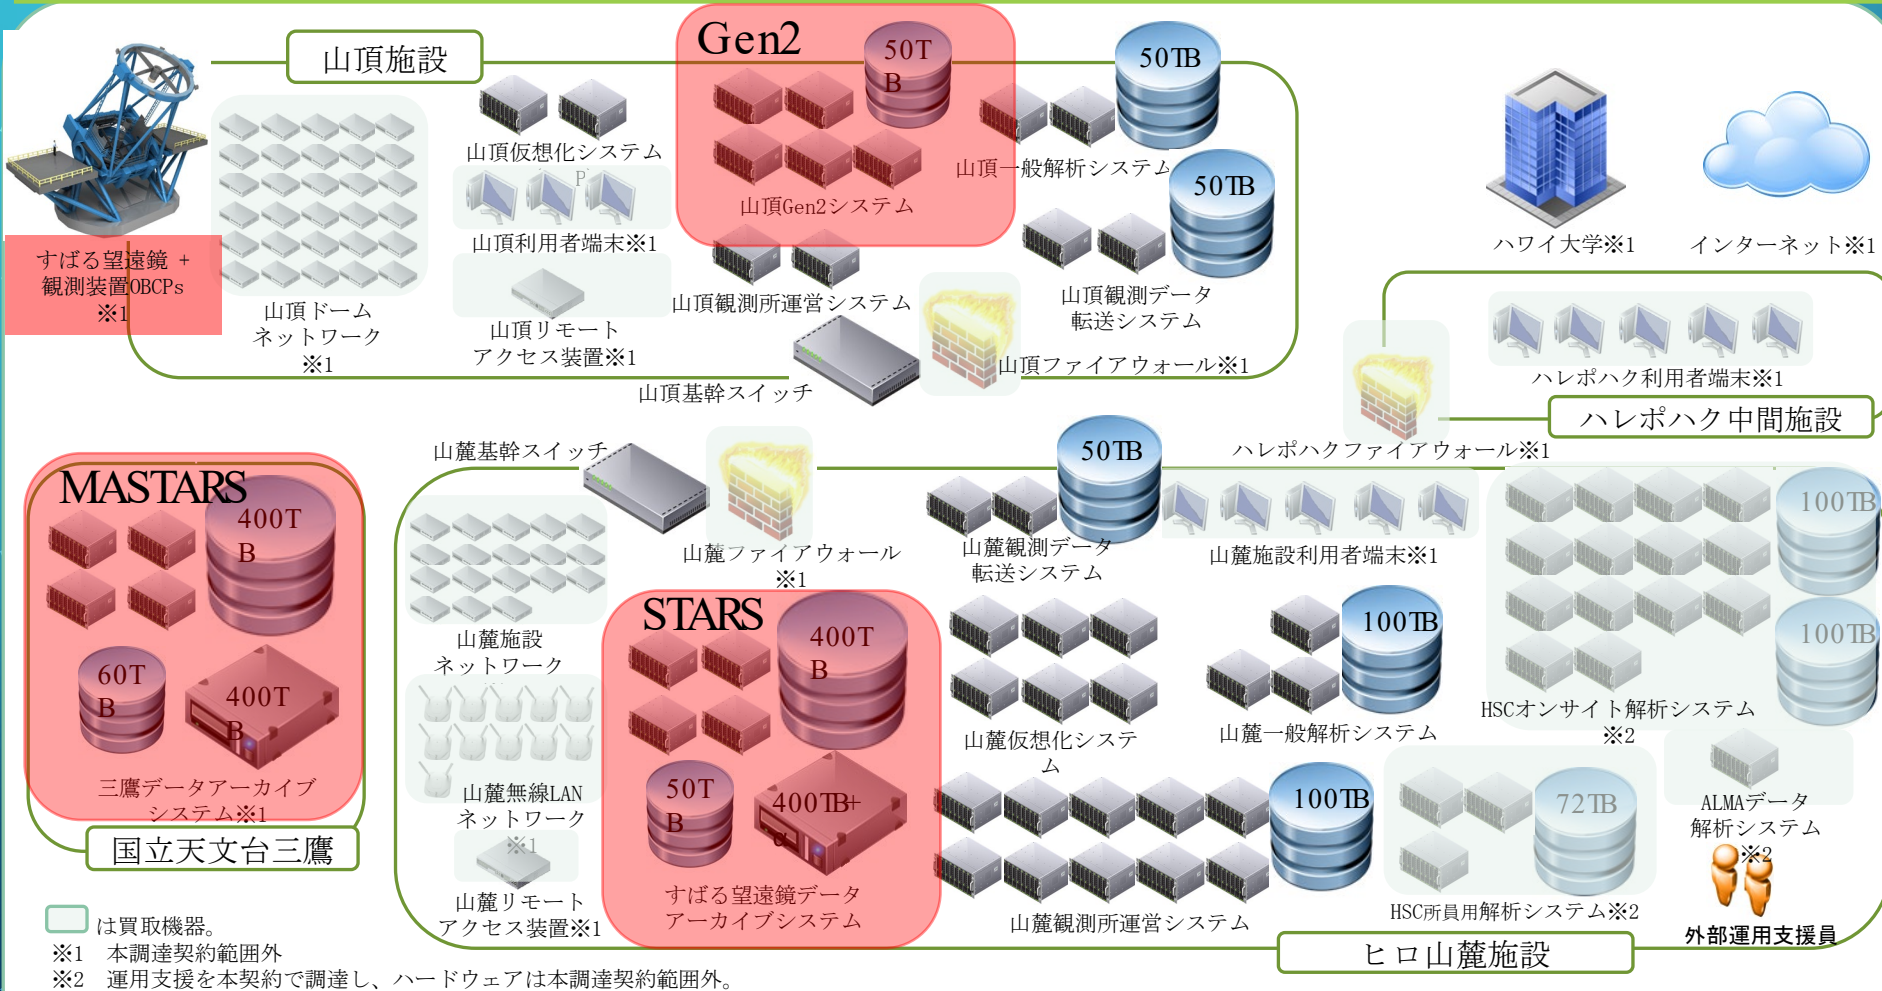 山頂施設
Gen2
50T
B
50TB
山頂仮想化システム
P
山頂一般解析システム
50TB
山頂Gen2システム
山頂利用者端末※1
すばる望遠鏡 +
観測装置OBCPs
※1
山頂ドーム
ネットワーク
※1
山頂リモート
アクセス装置※1
山頂観測所運営システム
山頂観測データ
転送システム
山頂ファイアウォール※1
山頂基幹スイッチ
ハワイ大学※1
インターネット※1
ハレポハク利用者端末※1
ハレポハク中間施設
ハレポハクファイアウォール※1
MASTARS
400T
B
60T
B
400T
B
三鷹データアーカイブ
システム※1
国立天文台三鷹
山麓基幹スイッチ
山麓ファイアウォール
※1
50TB
山麓観測データ
転送システム
山麓施設利用者端末※1
100TB
100TB
HSCオンサイト解析システム
※2
山麓施設
ネットワーク
山麓無線LAN
ネットワーク
※1
山麓リモート
アクセス装置※1
STARS
400T
B
50T
B
400TB+
すばる望遠鏡データ
アーカイブシステム
山麓仮想化システ
ム
100TB
山麓一般解析システム
100TB
山麓観測所運営システム
72TB
HSC所員用解析システム※2
ALMAデータ
解析システム
※2
外部運用支援員
ヒロ山麓施設
は買取機器。
※1 本調達契約範囲外
※2 運用支援を本契約で調達し、ハードウェアは本調達契約範囲外。